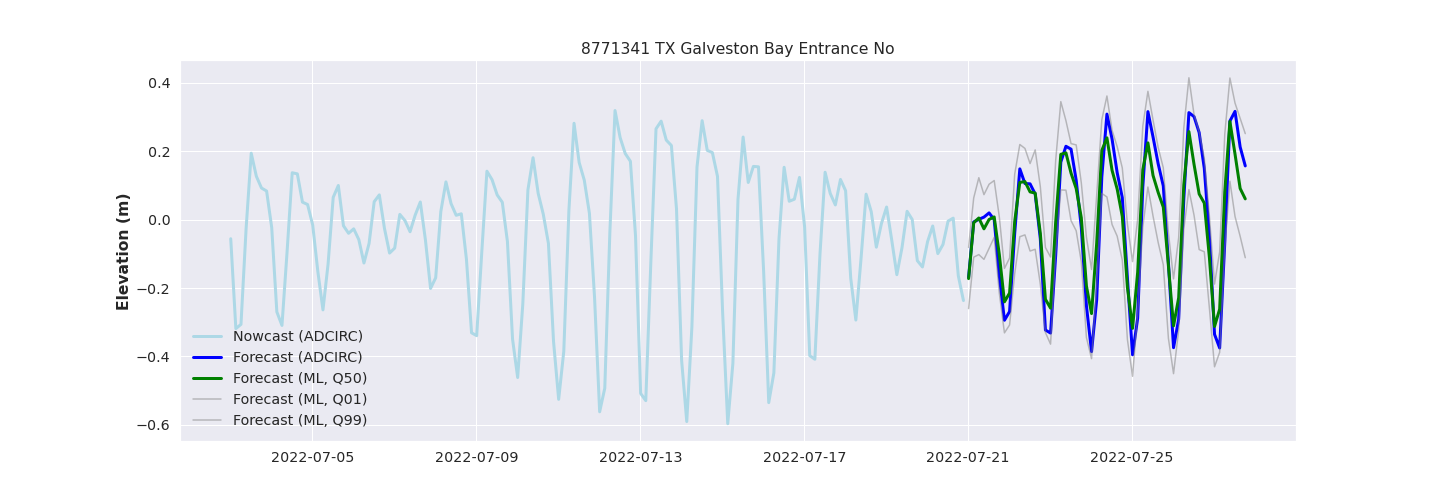 8771341 TX Galveston Bay Entrance No
Elevation (m)
0.4
0.2
0.0
−0.2
−0.4
−0.6
Nowcast (ADCIRC)
Forecast (ADCIRC)
Forecast (ML, Q50)
Forecast (ML, Q01)
Forecast (ML, Q99)
2022-07-05 2022-07-09 2022-07-13 2022-07-17 2022-07-21 2022-07-25